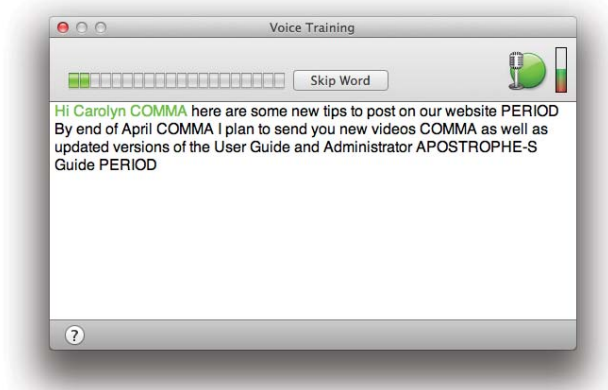 Voice Training
Skip Word
Hi Carolyn COMMA here are some new tips to post on our website PERIOD
By end of April COMMA I plan to send you new videos COMMA as well as
updated versions of the User Guide and Administrator APOSTROPHE-S
Guide PERIOD
?